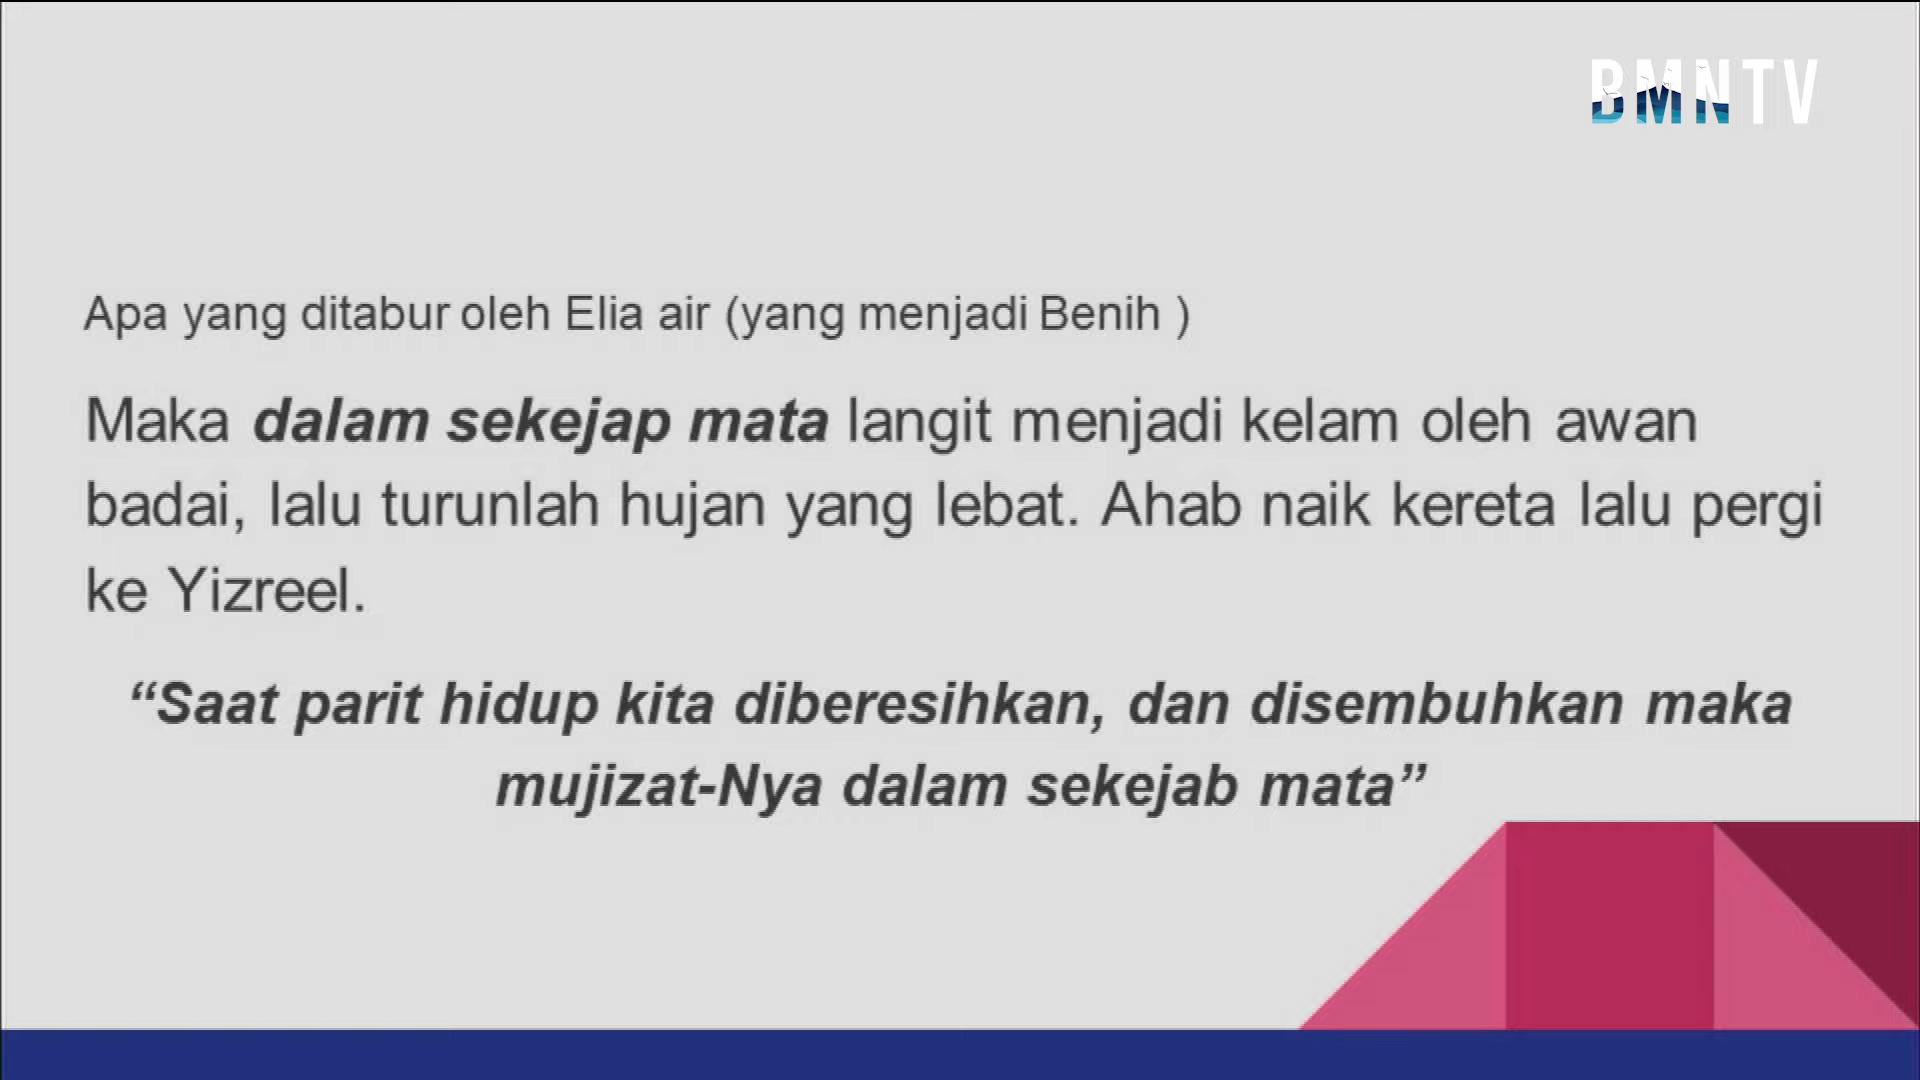 BMNTV
Apa yang ditabur oleh Elia air (yang menjadi Benih )
Maka dalam sekejap mata langit menjadi kelam oleh awan
badai, lalu turunlah hujan yang lebat. Ahab naik kereta lalu pergi
ke Yizreel.
“Saat parit hidup kita diberesihkan, dan disembuhkan maka
mujizat-Nya dalam sekejab mata”